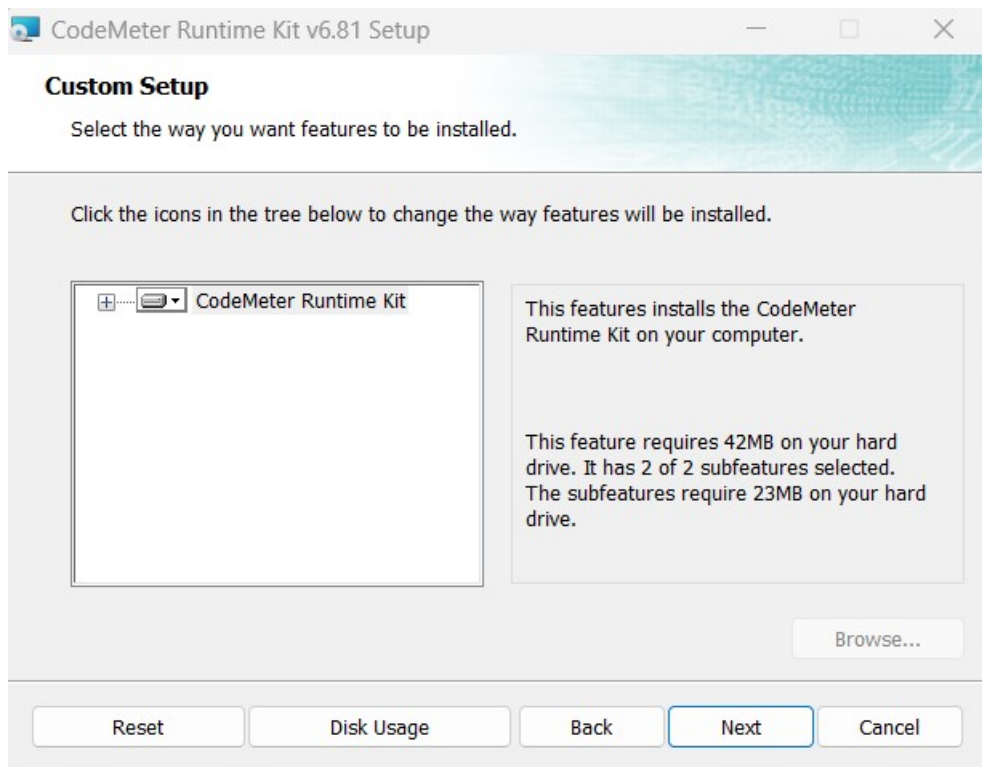 CodeMeter Runtime Kit v6.81 Setup
Custom Setup
Select the way you want features to be installed.
Click the icons in the tree below to change the way features will be installed.
CodeMeter Runtime Kit
This features installs the CodeMeter
Runtime Kit on your computer.
This feature requires 42MB on your hard
drive. It has 2 of 2 subfeatures selected.
The subfeatures require 23MB on your hard
drive.
Browse...
Reset
Disk Usage
Back
Next
Cancel